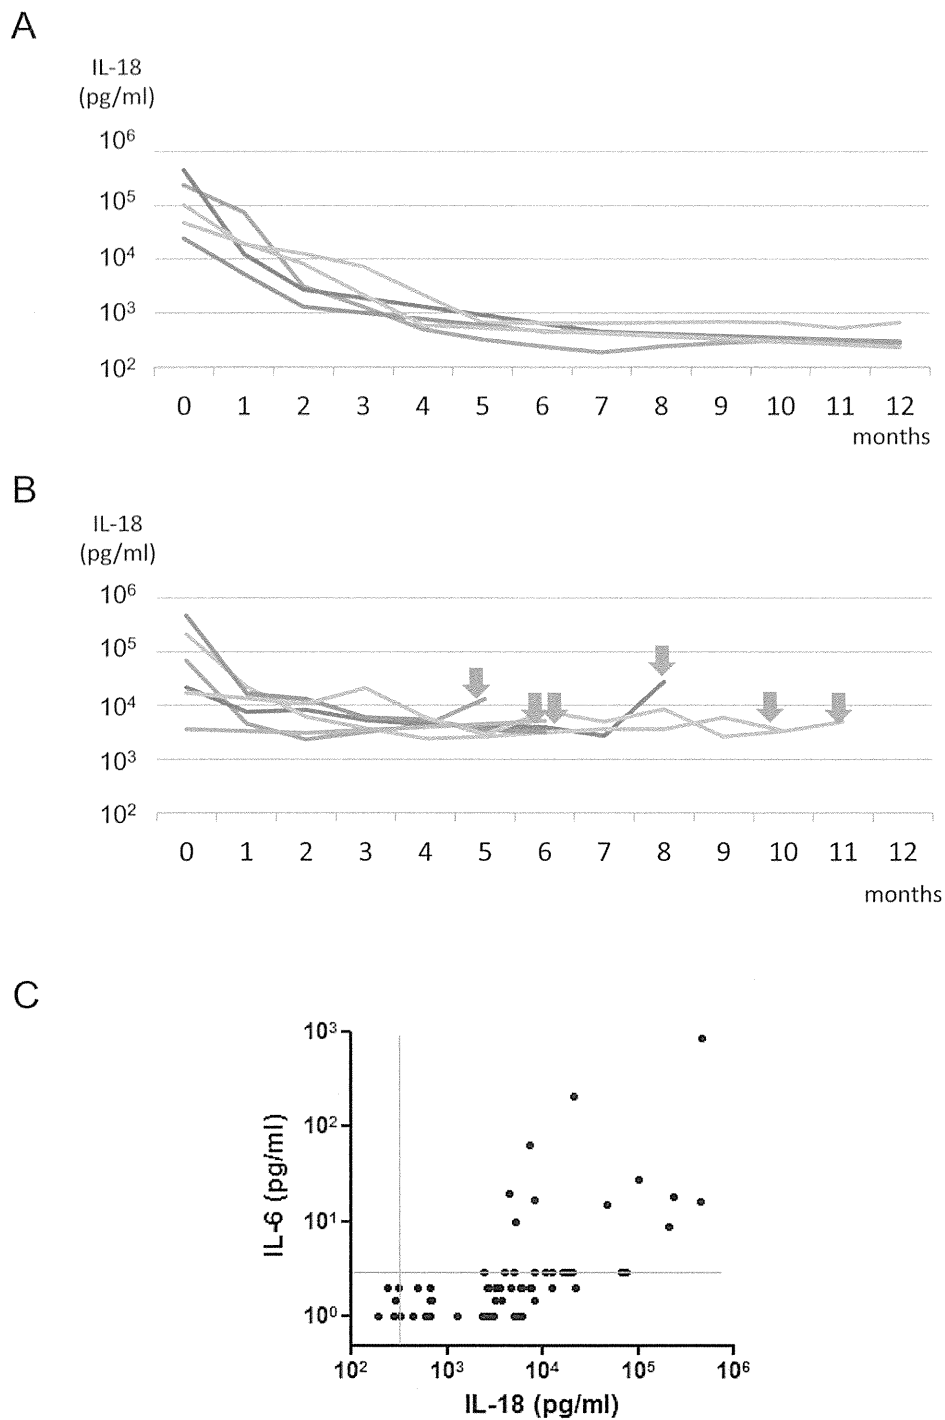 A
IL-18
(pg/ml)
10⁶
10⁵
10⁴
10³
10²
0 1 2 3 4 5 6 7 8 9 10 11 12
months
B
IL-18
(pg/ml)
10⁶
10⁵
10⁴
10³
10²
0 1 2 3 4 5 6 7 8 9 10 11 12
months
C
IL-6 (pg/ml)
10³
10²
10¹
10⁰
10² 10³ 10⁴ 10⁵ 10⁶
IL-18 (pg/ml)